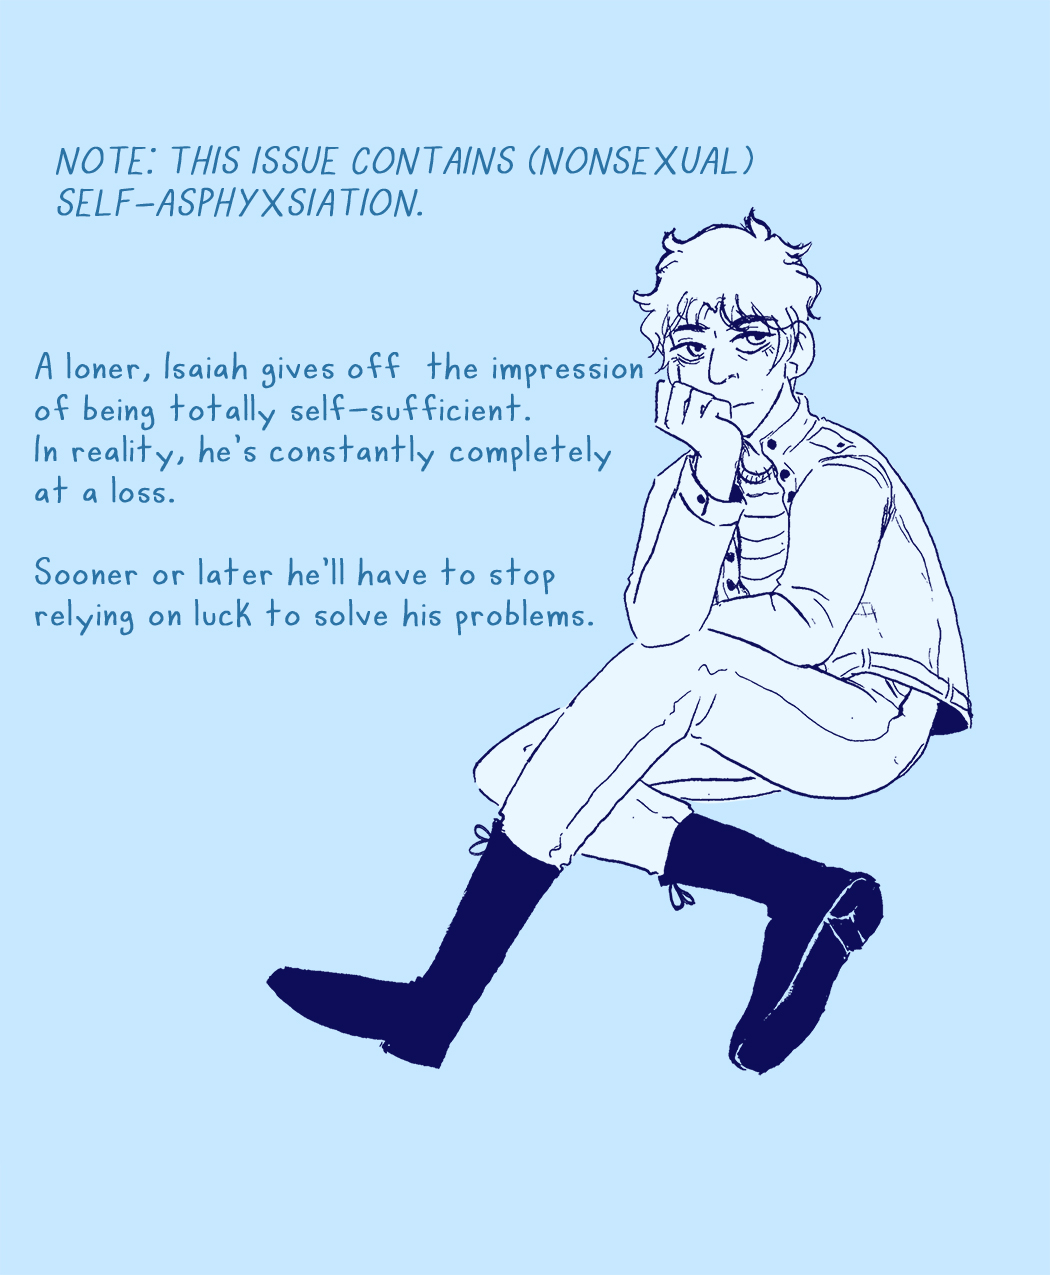 NOTE: THIS ISSUE CONTAINS (NONSEXUAL)
SELF-ASPHYXSIATION.
A loner, Isaiah gives off the impression
of being totally self-sufficient.
In reality, he's constantly completely
at a loss.
Sooner or later he'll have to stop
relying on luck to solve his problems.